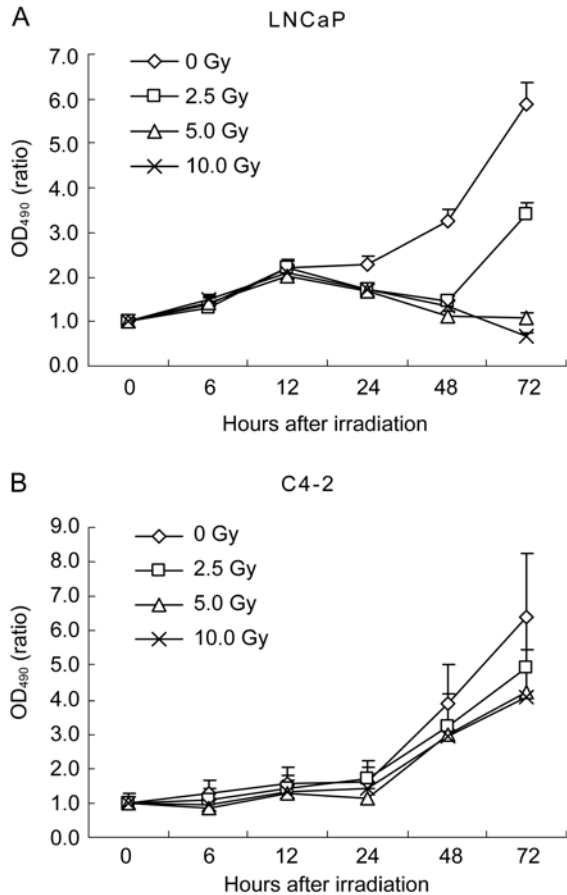 A
LNCaP
7.0
6.0
5.0
4.0
3.0
2.0
1.0
0.0
OD490 (ratio)
0 Gy
2.5 Gy
5.0 Gy
10.0 Gy
0 6 12 24 48 72
Hours after irradiation
B
C4-2
9.0
8.0
7.0
6.0
5.0
4.0
3.0
2.0
1.0
0.0
OD490 (ratio)
0 Gy
2.5 Gy
5.0 Gy
10.0 Gy
0 6 12 24 48 72
Hours after irradiation